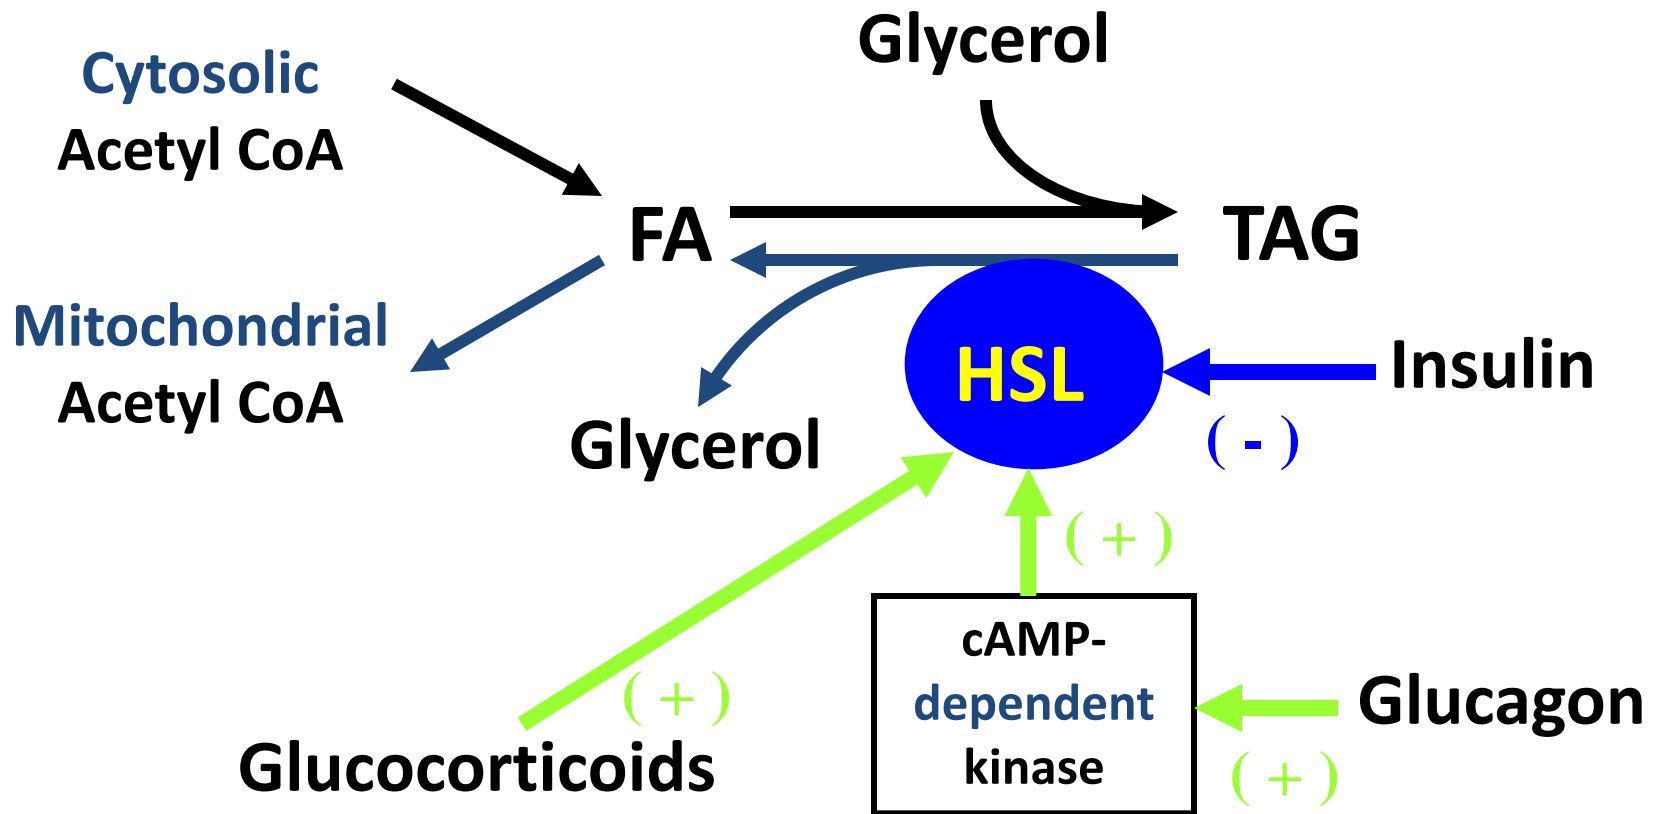 Glycerol
Cytosolic
Acetyl CoA
FA
TAG
Mitochondrial
Acetyl CoA
HSL
Insulin
( - )
Glycerol
( + )
cAMP-
dependent
kinase
( + )
Glucagon
Glucocorticoids
( + )